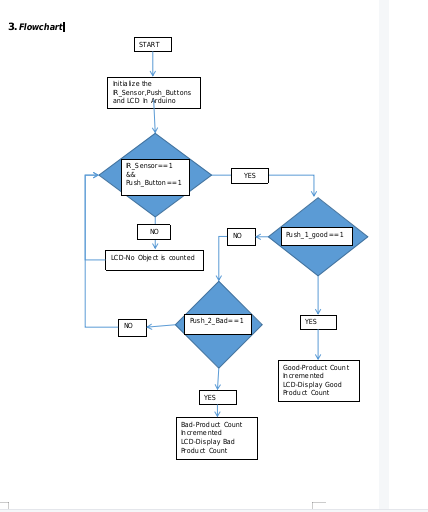 3. Flowchart
START
Initialize the
IR_Sensor,Push_Buttons
and LCD in Arduino
IR_Sensor==1
&&
Push_Button==1
YES
NO
LCD-No Object is counted
Push_1_good==1
NO
Push_2_Bad==1
NO
YES
Good-Product Count
Incremented
LCD-Display Good
Product Count
YES
Bad-Product Count
Incremented
LCD-Display Bad
Product Count